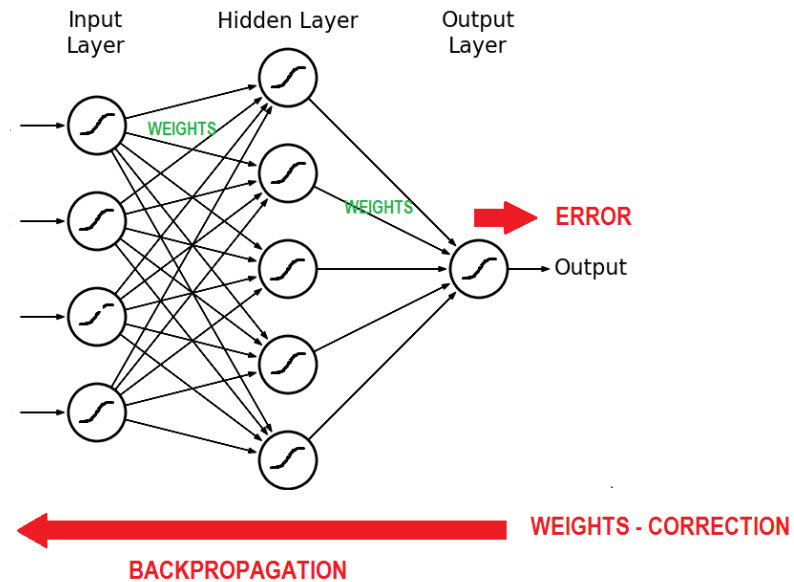 Input
Layer
Hidden Layer
Output
Layer
WEIGHTS
WEIGHTS
ERROR
Output
WEIGHTS - CORRECTION
BACKPROPAGATION